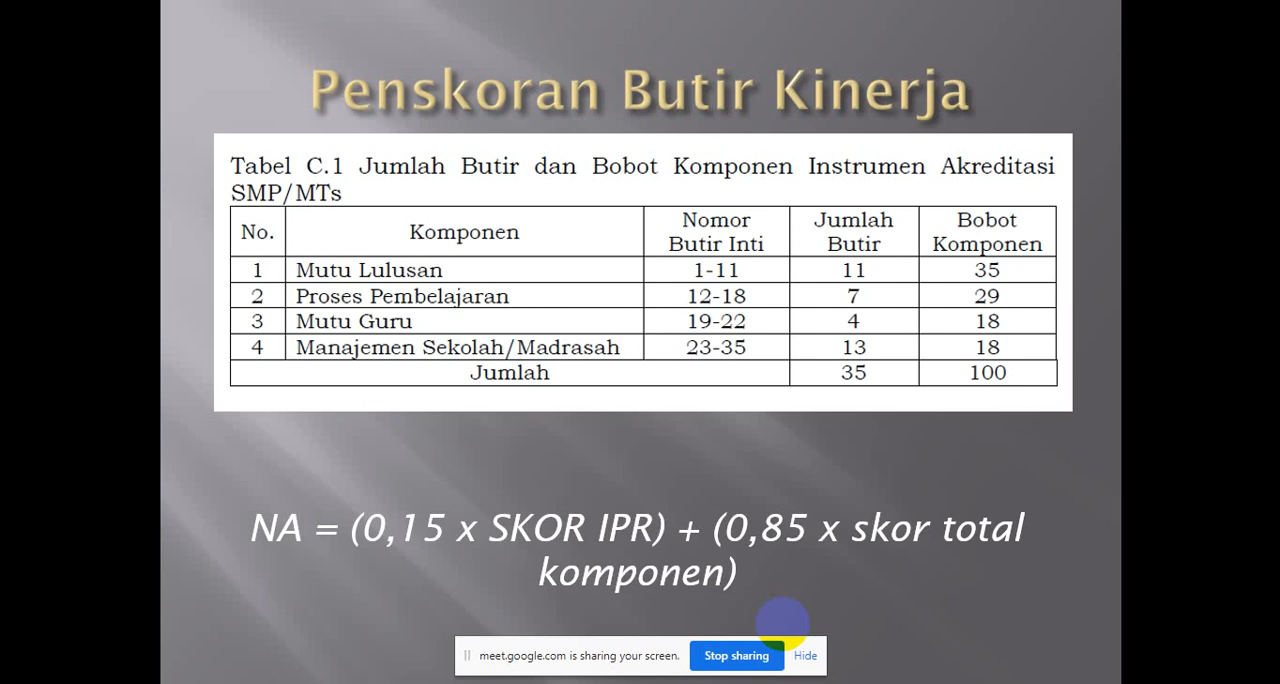 Penskoran Butir Kinerja
Tabel C.1 Jumlah Butir dan Bobot Komponen Instrumen Akreditasi
SMP/MTs
No. Komponen Nomor Butir Inti Jumlah Butir Bobot Komponen
1 Mutu Lulusan 1-11 11 35
2 Proses Pembelajaran 12-18 7 29
3 Mutu Guru 19-22 4 18
4 Manajemen Sekolah/Madrasah 23-35 13 18
Jumlah 35 100
NA = (0,15 x SKOR IPR) + (0,85 x skor total
komponen)
meet.google.com is sharing your screen. Stop sharing Hide